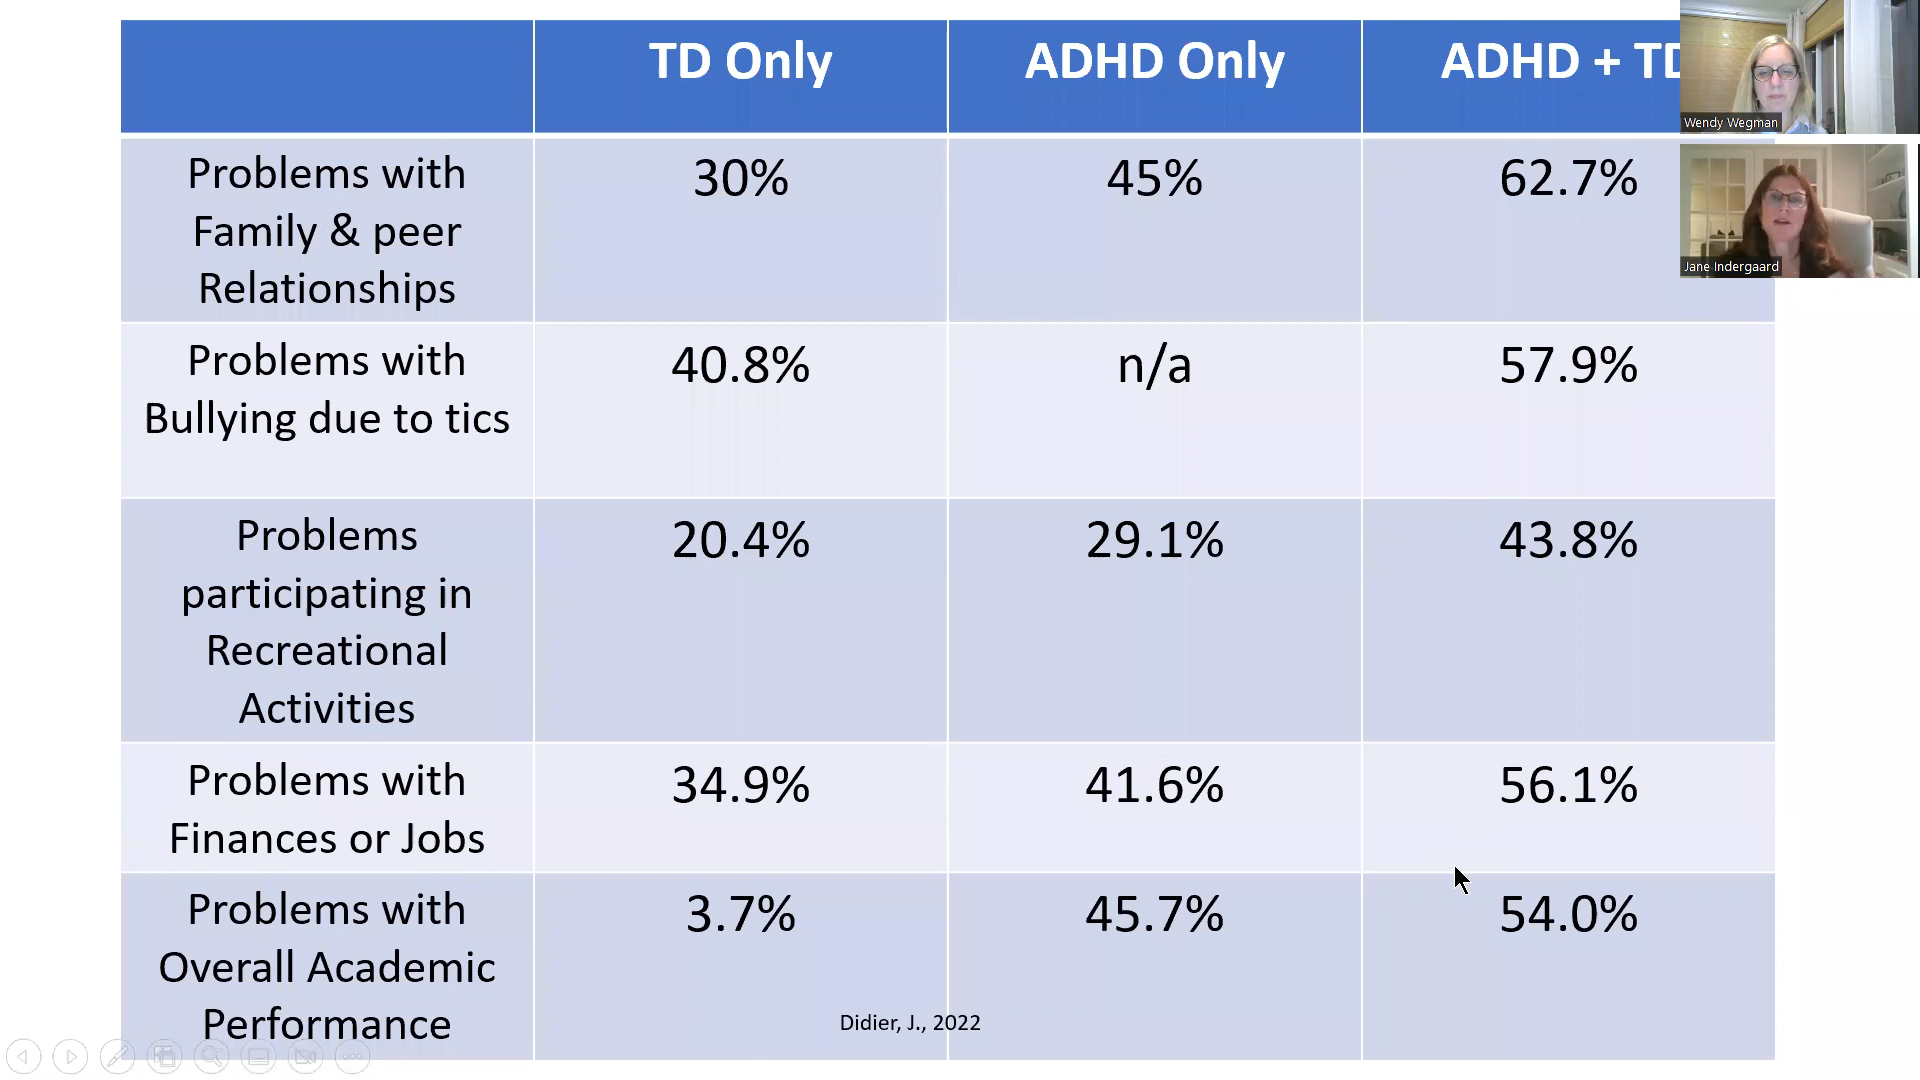 TD Only
ADHD Only
ADHD + TD
Wendy Wegman
Problems with
Family & peer
Relationships
30%
45%
62.7%
Jane Indergaard
Problems with
Bullying due to tics
40.8%
n/a
57.9%
Problems
participating in
Recreational
Activities
20.4%
29.1%
43.8%
Problems with
Finances or Jobs
34.9%
41.6%
56.1%
Problems with
Overall Academic
Performance
3.7%
45.7%
54.0%
Didier, J., 2022